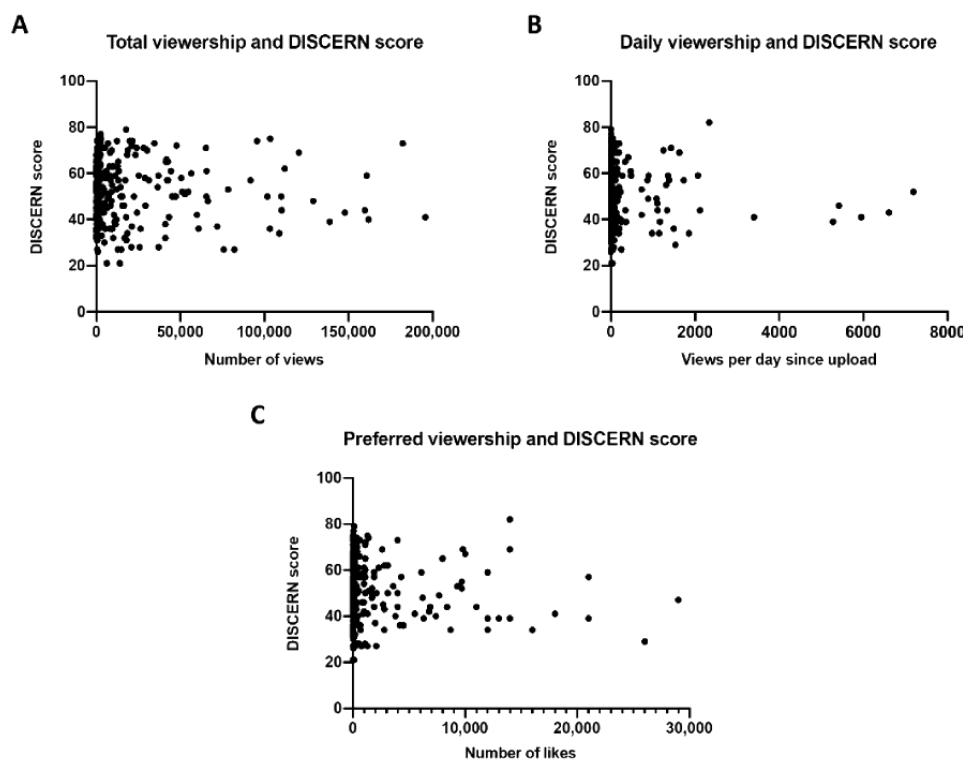 A
Total viewership and DISCERN score
DISCERN score
100
80
60
40
20
0
0 50,000 100,000 150,000 200,000
Number of views
B
Daily viewership and DISCERN score
DISCERN score
100
80
60
40
20
0
0 2000 4000 6000 8000
Views per day since upload
C
Preferred viewership and DISCERN score
DISCERN score
100
80
60
40
20
0
0 10,000 20,000 30,000
Number of likes